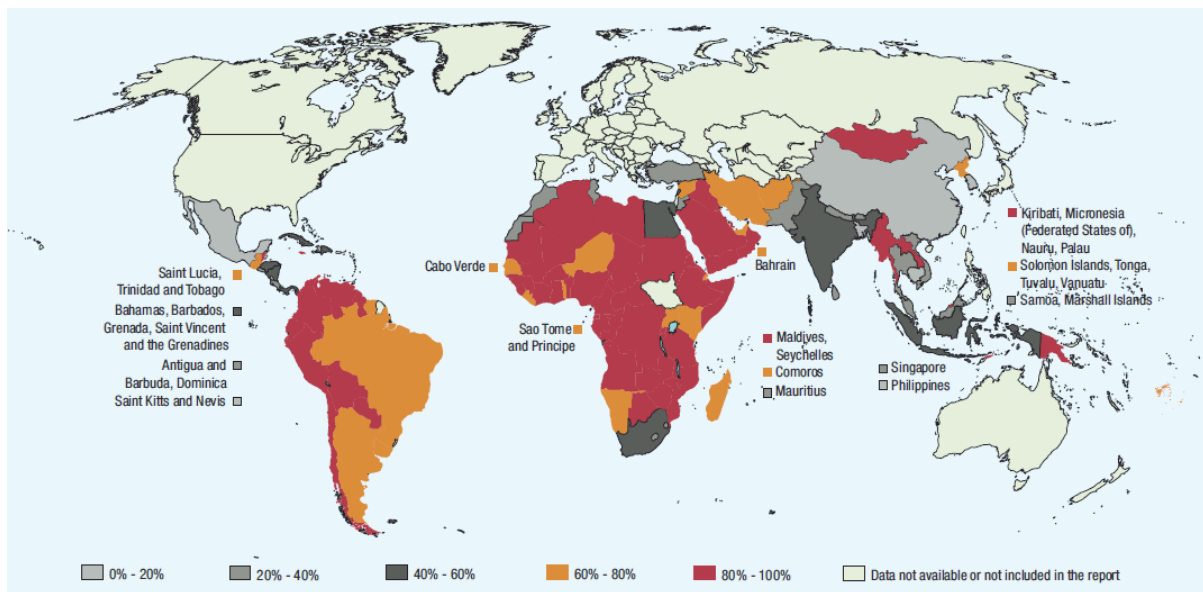 Saint Lucia,
Trinidad and Tobago
Bahamas, Barbados,
Grenada, Saint Vincent
and the Grenadines
Antigua and
Barbuda, Dominica
Saint Kitts and Nevis
Cabo Verde
Sao Tome
and Principe
Bahrain
Maldives,
Seychelles
Comoros
Mauritius
Singapore
Philippines
Kiribati, Micronesia
(Federated States of),
Nauru, Palau
Solomon Islands, Tonga,
Tuvalu, Vanuatu
Samoa, Marshall Islands
0% - 20%
20% - 40%
40% - 60%
60% - 80%
80% - 100%
Data not available or not included in the report